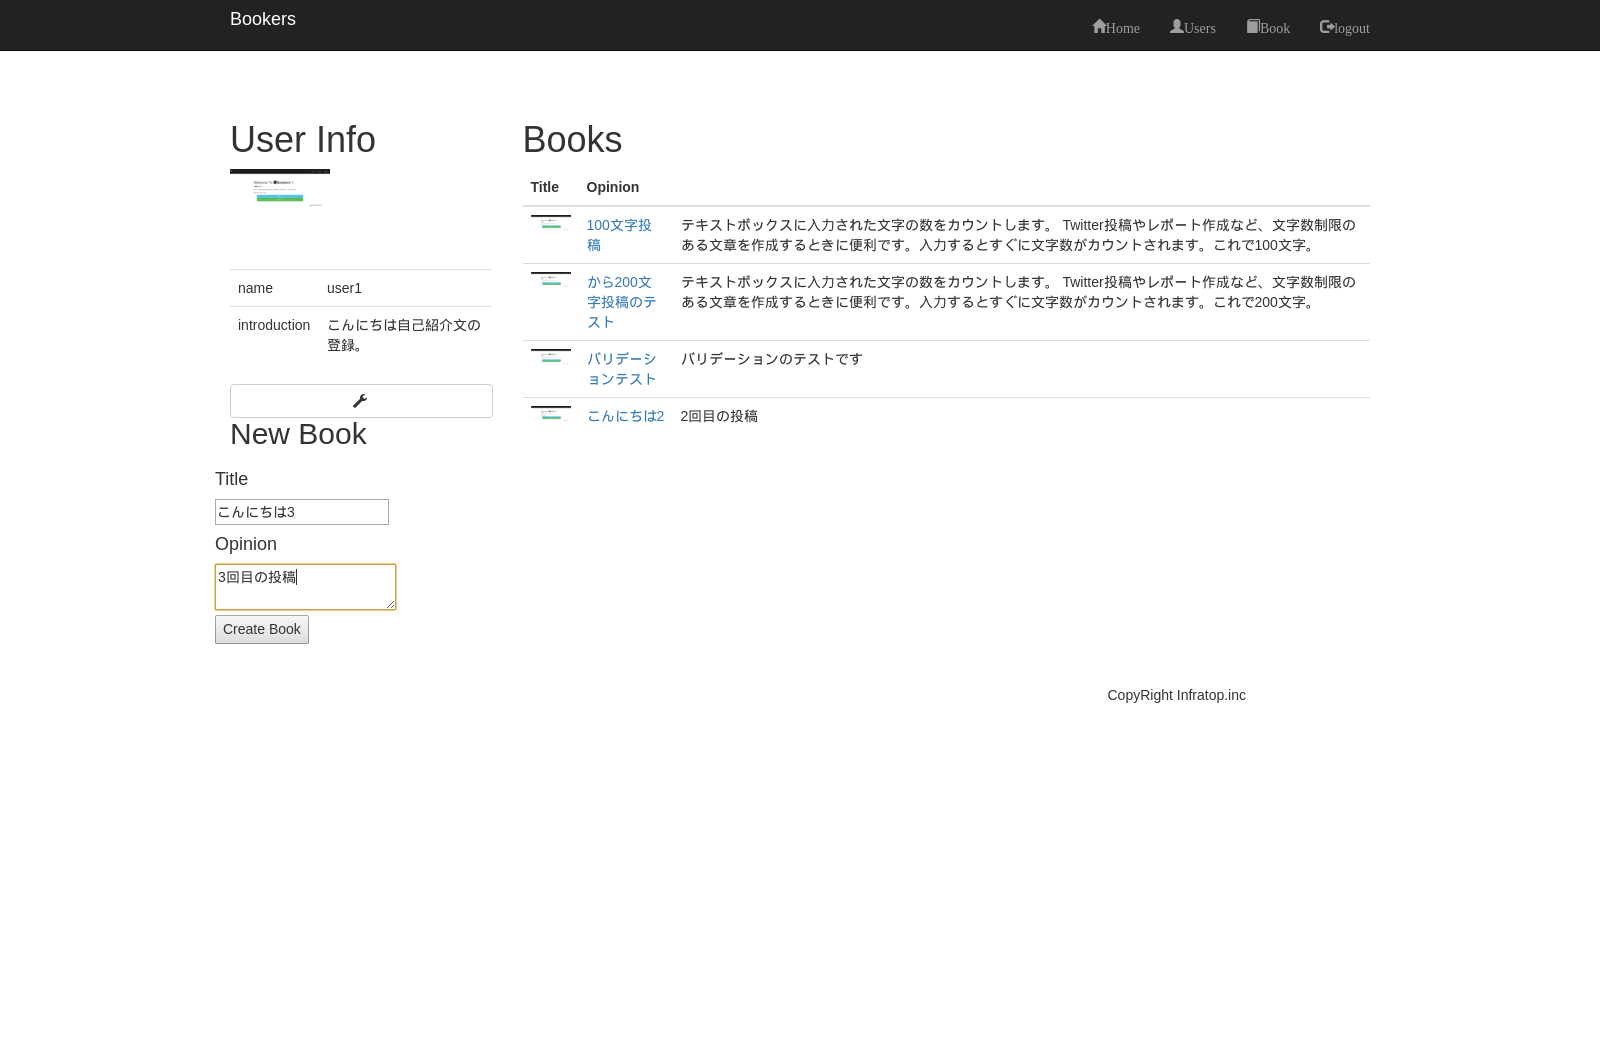 Bookers
Home Users Book logout
User Info
name user1
introduction こんにちは自己紹介文の
登録。
New Book
Title
こんにちは3
Opinion
3回目の投稿
Create Book
Books
Title Opinion
100文字投稿 テキストボックスに入力された文字の数をカウントします。 Twitter投稿やレポート作成など、文字数制限の
ある文章を作成するときに便利です。入力するとすぐに文字数がカウントされます。これで100文字。
から200文字投稿のテスト テキストボックスに入力された文字の数をカウントします。 Twitter投稿やレポート作成など、文字数制限の
ある文章を作成するときに便利です。入力するとすぐに文字数がカウントされます。これで200文字。
バリデーションテスト バリデーションのテストです
こんにちは2 2回目の投稿
CopyRight Infratop.inc